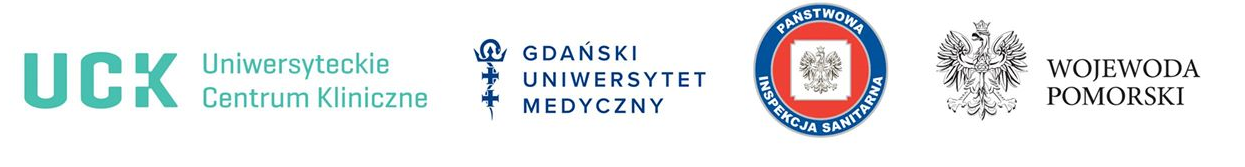 UCK
Uniwersyteckie
Centrum Kliniczne
GDAŃSKI
UNIWERSYTET
MEDYCZNY
PAŃSTWOWA
INSPEKCJA SANITARNA
WOJEWODA
POMORSKI